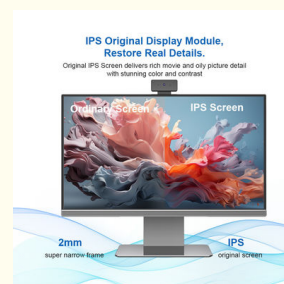 IPS Original Display Module,
Restore Real Details.
Original IPS Screen delivers rich movie and oily picture detail
with stunning color and contrast
Ordinary Screen
IPS Screen
2mm
super narrow frame
IPS
original screen